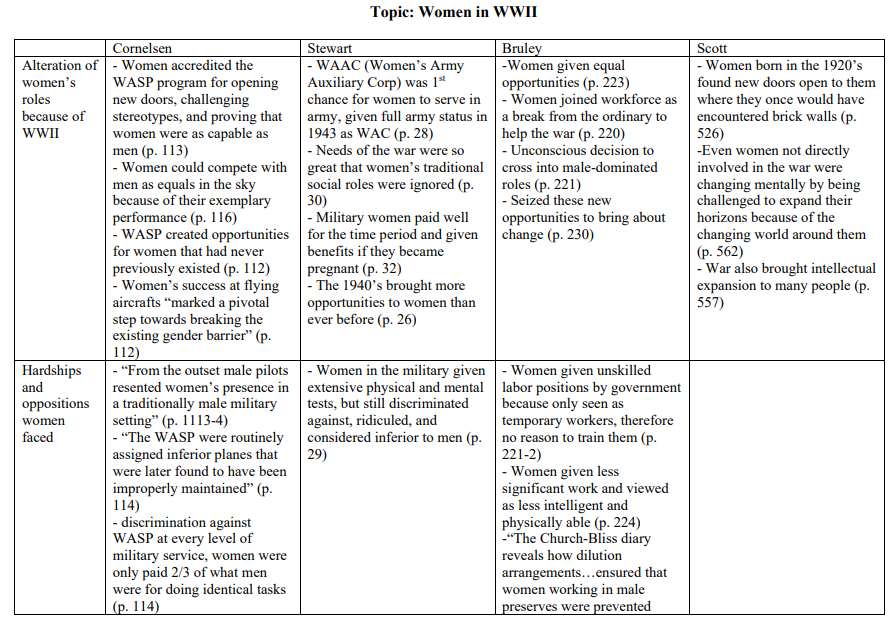 Topic: Women in WWII
Cornelsen
Stewart
Bruley
Scott
Alteration of
women's
roles
because of
WWII
- Women accredited the
WASP program for opening
new doors, challenging
stereotypes, and proving that
women were as capable as
men (p. 113)
- Women could compete with
men as equals in the sky
because of their exemplary
performance (p. 116)
- WASP created opportunities
for women that had never
previously existed (p. 112)
- Women's success at flying
aircrafts "marked a pivotal
step towards breaking the
existing gender barrier" (p.
112)
- WAAC (Women's Army
Auxiliary Corp) was 1st
chance for women to serve in
army, given full army status in
1943 as WAC (p. 28)
- Needs of the war were so
great that women's traditional
social roles were ignored (p.
30)
- Military women paid well
for the time period and given
benefits if they became
pregnant (p. 32)
- The 1940's brought more
opportunities to women than
ever before (p. 26)
-Women given equal
opportunities (p. 223)
- Women joined workforce as
a break from the ordinary to
help the war (p. 220)
- Unconscious decision to
cross into male-dominated
roles (p. 221)
- Seized these new
opportunities to bring about
change (p. 230)
- Women born in the 1920's
found new doors open to them
where they once would have
encountered brick walls (p.
526)
-Even women not directly
involved in the war were
changing mentally by being
challenged to expand their
horizons because of the
changing world around them
(p. 562)
- War also brought intellectual
expansion to many people (p.
557)
Hardships
and
oppositions
women
faced
- "From the outset male pilots
resented women's presence in
a traditionally male military
setting" (p. 1113-4)
- "The WASP were routinely
assigned inferior planes that
were later found to have been
improperly maintained" (p.
114)
- discrimination against
WASP at every level of
military service, women were
only paid 2/3 of what men
were for doing identical tasks
(p. 114)
- Women in the military given
extensive physical and mental
tests, but still discriminated
against, ridiculed, and
considered inferior to men (p.
29)
- Women given unskilled
labor positions by government
because only seen as
temporary workers, therefore
no reason to train them (p.
221-2)
- Women given less
significant work and viewed
as less intelligent and
physically able (p. 224)
-"The Church-Bliss diary
reveals how dilution
arrangements…ensured that
women working in male
preserves were prevented